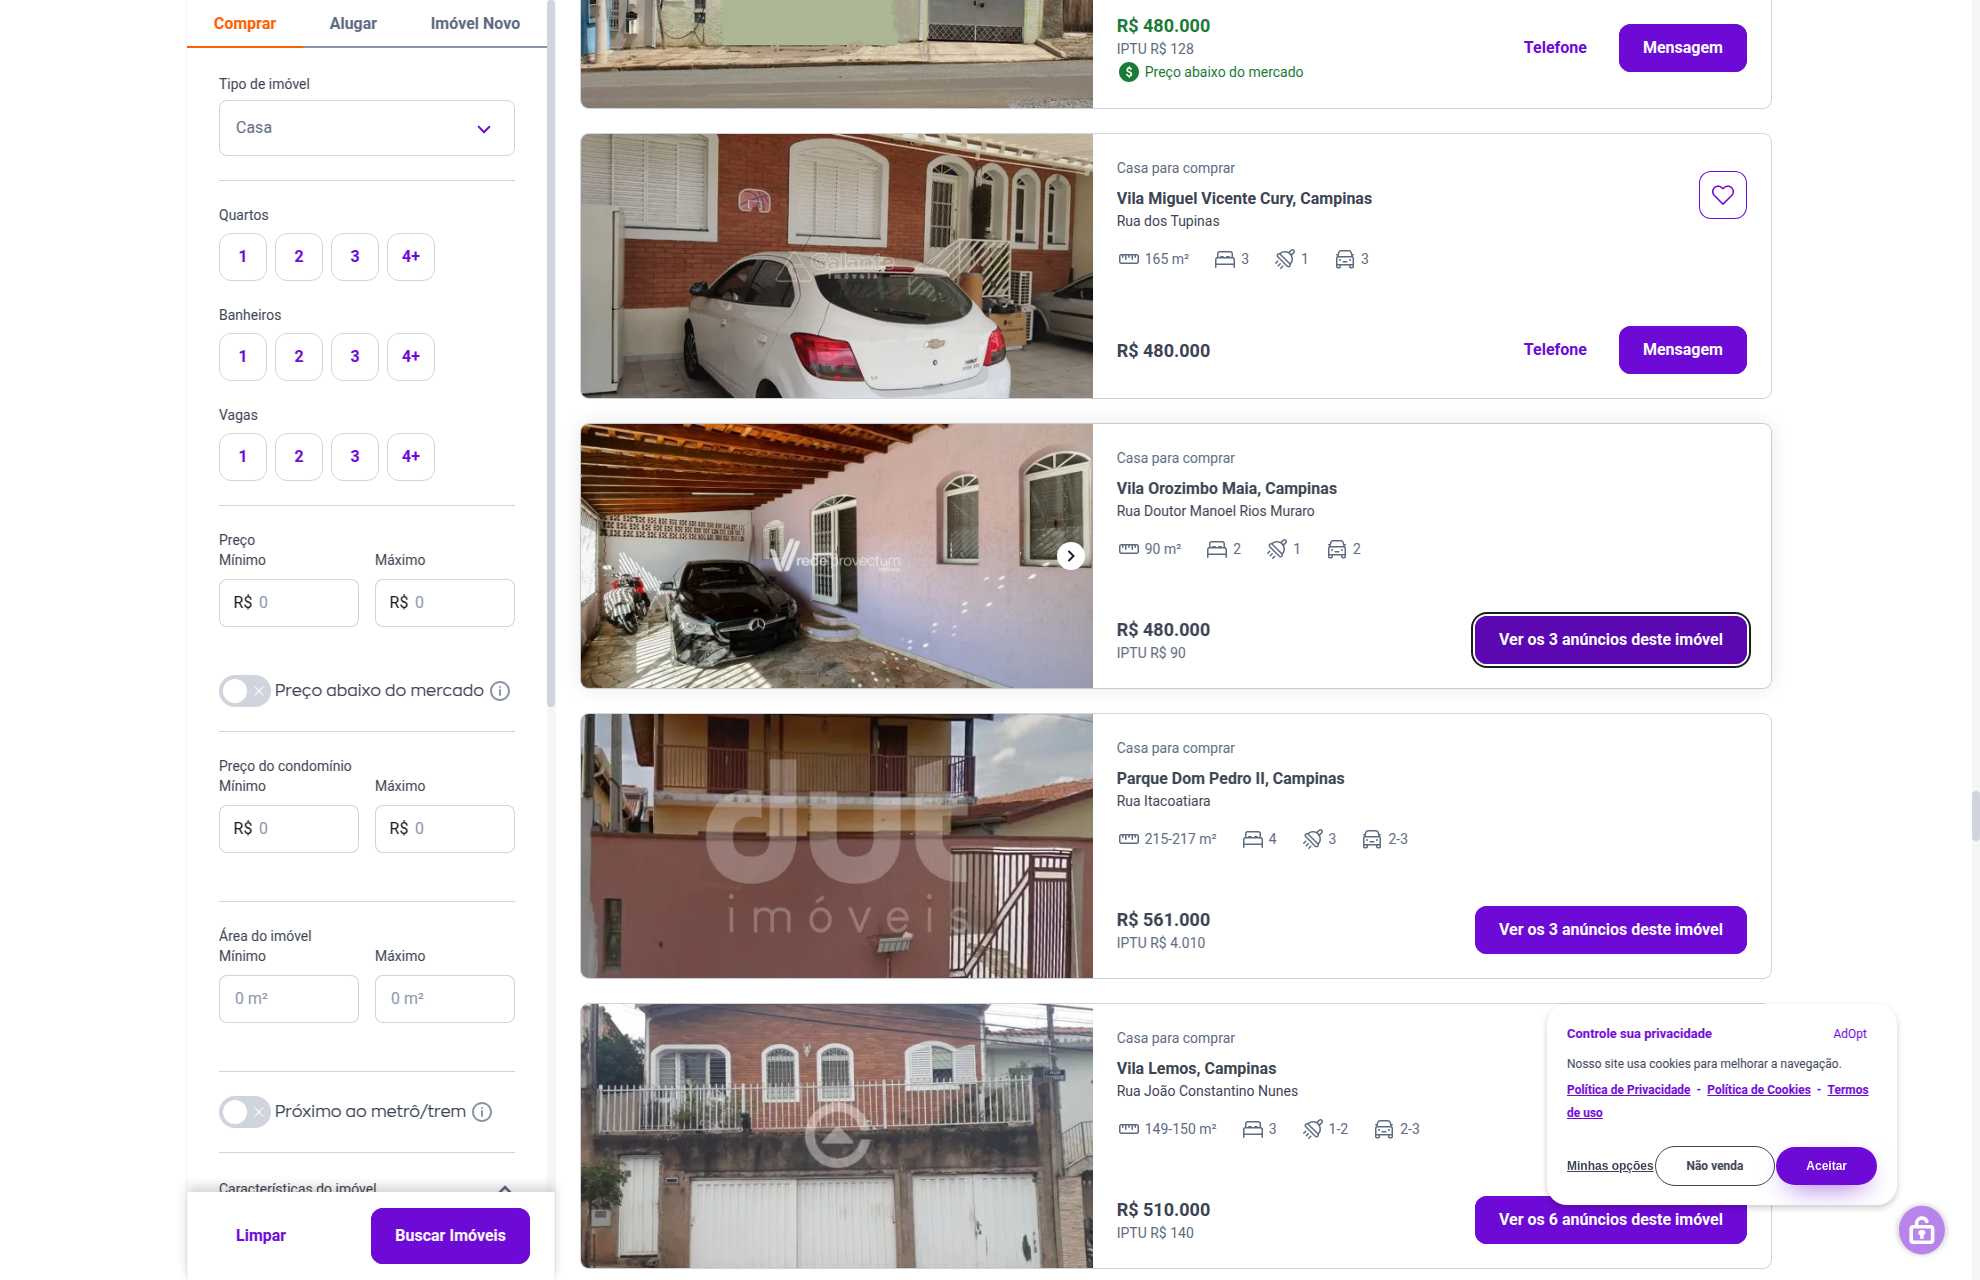 Comprar
Alugar
Imóvel Novo
Tipo de imóvel
Casa
Quartos
1
2
3
4+
Banheiros
1
2
3
4+
Vagas
1
2
3
4+
Preço
Mínimo
Máximo
R$ 0
R$ 0
Preço abaixo do mercado
Preço do condomínio
Mínimo
Máximo
R$ 0
R$ 0
Área do imóvel
Mínimo
Máximo
0 m²
0 m²
Próximo ao metrô/trem
Características do imóvel
Limpar
Buscar Imóveis
R$ 480.000
IPTU R$ 128
Preço abaixo do mercado
Telefone
Mensagem
Galante
imóveis
Casa para comprar
Vila Miguel Vicente Cury, Campinas
Rua dos Tupinas
165 m²
3
1
3
R$ 480.000
Telefone
Mensagem
rede provectum
Casa para comprar
Vila Orozimbo Maia, Campinas
Rua Doutor Manoel Rios Muraro
90 m²
2
1
2
R$ 480.000
IPTU R$ 90
Ver os 3 anúncios deste imóvel
dut
imóveis
Casa para comprar
Parque Dom Pedro II, Campinas
Rua Itacoatiara
215-217 m²
4
3
2-3
R$ 561.000
IPTU R$ 4.010
Ver os 3 anúncios deste imóvel
Casa para comprar
Vila Lemos, Campinas
Rua João Constantino Nunes
149-150 m²
3
1-2
2-3
R$ 510.000
IPTU R$ 140
Ver os 6 anúncios deste imóvel
Controle sua privacidade
AdOpt
Nosso site usa cookies para melhorar a navegação.
Política de Privacidade - Política de Cookies - Termos
de uso
Minhas opções
Não venda
Aceitar